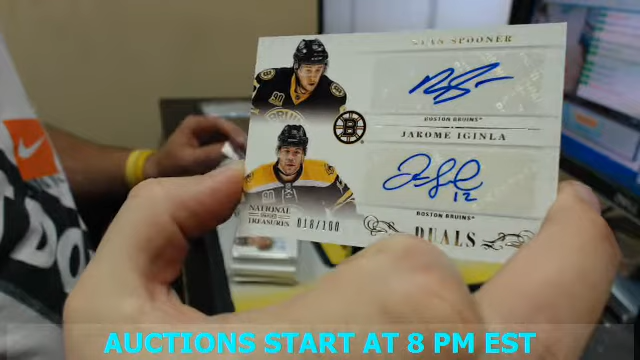 RYAN SPOONER
BOSTON BRUINS
JAROME IGINLA
12
BOSTON BRUINS
NATIONAL
TREASURES
018/100
DUALS
AUCTIONS START AT 8 PM EST